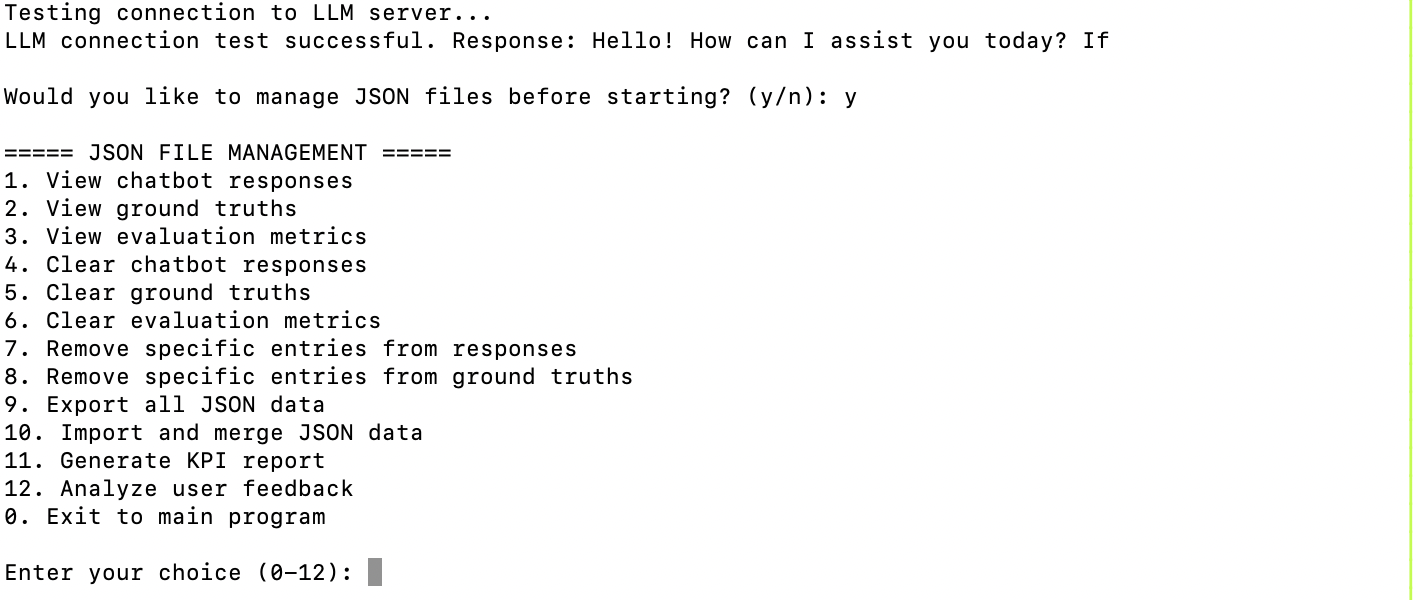 Testing connection to LLM server...
LLM connection test successful. Response: Hello! How can I assist you today? If
Would you like to manage JSON files before starting? (y/n): y
===== JSON FILE MANAGEMENT =====
1. View chatbot responses
2. View ground truths
3. View evaluation metrics
4. Clear chatbot responses
5. Clear ground truths
6. Clear evaluation metrics
7. Remove specific entries from responses
8. Remove specific entries from ground truths
9. Export all JSON data
10. Import and merge JSON data
11. Generate KPI report
12. Analyze user feedback
0. Exit to main program
Enter your choice (0–12):